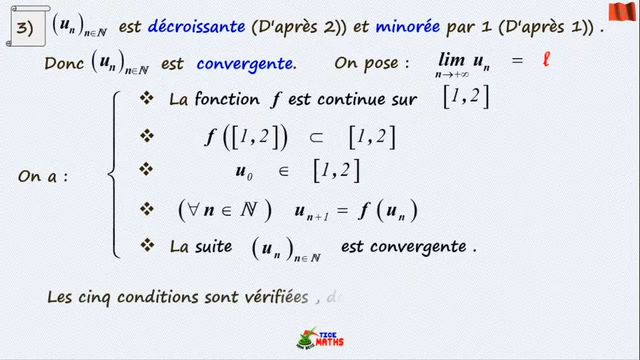 3) (uₙ)ₙ∈ℕ est décroissante (D'après 2)) et minorée par 1 (D'après 1)) .
Donc (uₙ)ₙ∈ℕ est convergente. On pose : lim uₙ = ℓ
n→+∞
❖ La fonction f est continue sur [1,2]
❖ f([1,2]) ⊂ [1,2]
On a : ❖ u₀ ∈ [1,2]
❖ (∀ n ∈ ℕ) uₙ₊₁ = f(uₙ)
❖ La suite (uₙ)ₙ∈ℕ est convergente .
Les cinq conditions sont vérifiées ,
TICE
MATHS